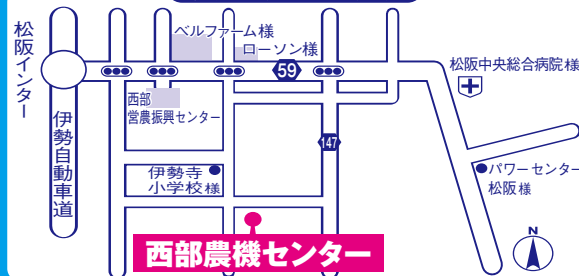 松阪インター
伊勢自動車道
ベルファーム様
ローソン様
59
松阪中央総合病院様
西部
営農振興センター
147
伊勢寺
小学校様
パワーセンター
松阪様
西部農機センター
N